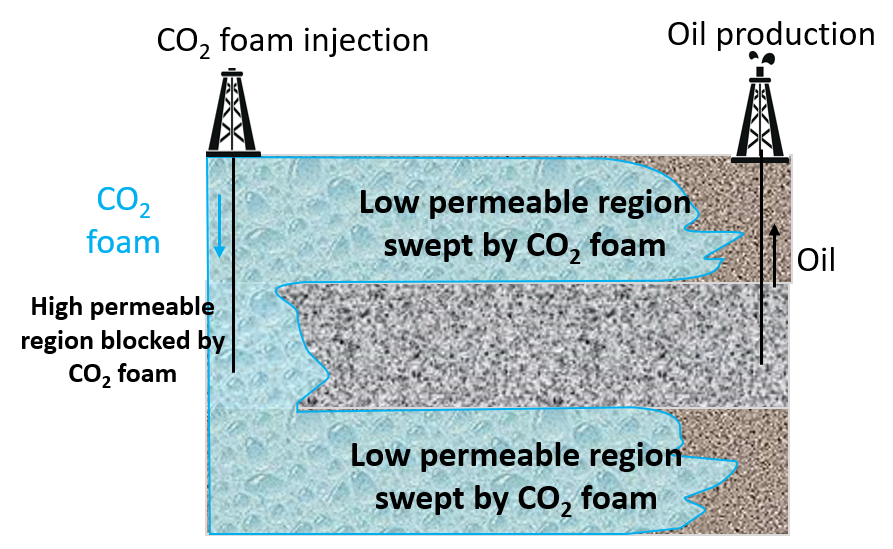 CO₂ foam injection
Oil production
CO₂
foam
Low permeable region
swept by CO₂ foam
Oil
High permeable
region blocked by
CO₂ foam
Low permeable region
swept by CO₂ foam